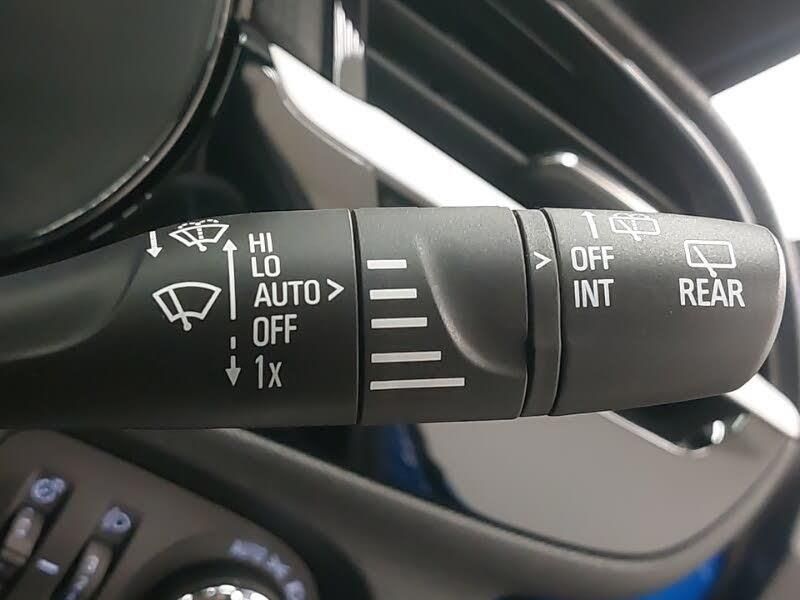 HI
LO
AUTO >
OFF
1x
>
OFF
INT
REAR